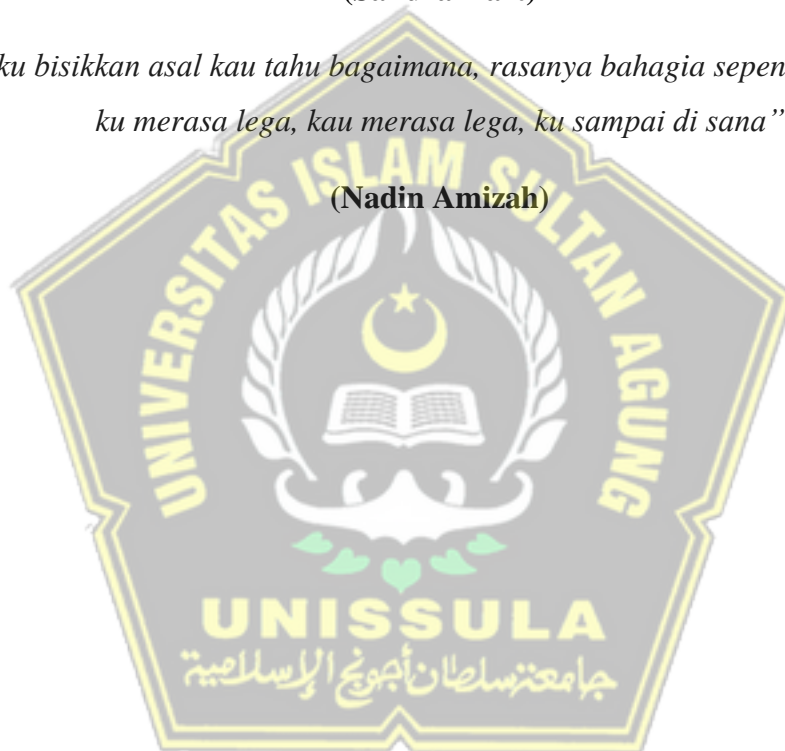 ku bisikkan asal kau tahu bagaimana, rasanya bahagia
ku merasa lega, kau merasa lega, ku sampai di sana”
(Nadin Amizah)
UNIVERSITAS ISLAM SULTAN AGUNG
UNISSULA
جامعة سلطان أجونج الإسلامية